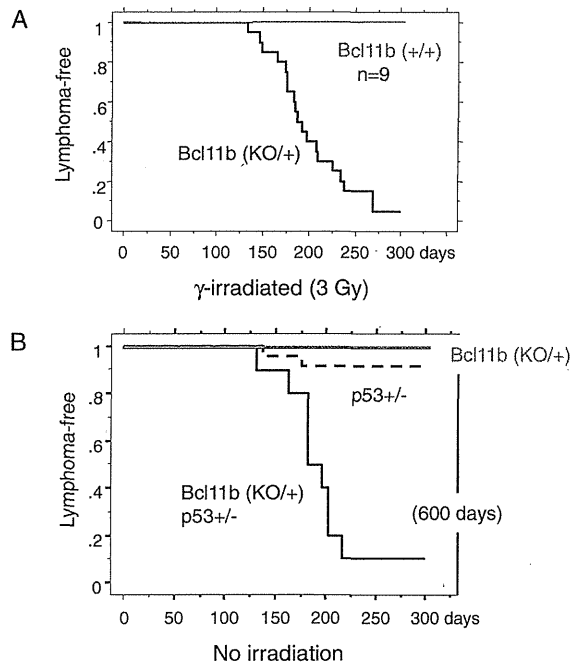 A
Lymphoma-free
1
.8
.6
.4
.2
0
Bcl11b (+/+)
n=9
Bcl11b (KO/+)
0 50 100 150 200 250 300 days
γ-irradiated (3 Gy)
B
Lymphoma-free
1
.8
.6
.4
.2
0
Bcl11b (KO/+)
p53+/-
Bcl11b (KO/+)
p53+/-
(600 days)
0 50 100 150 200 250 300 days
No irradiation